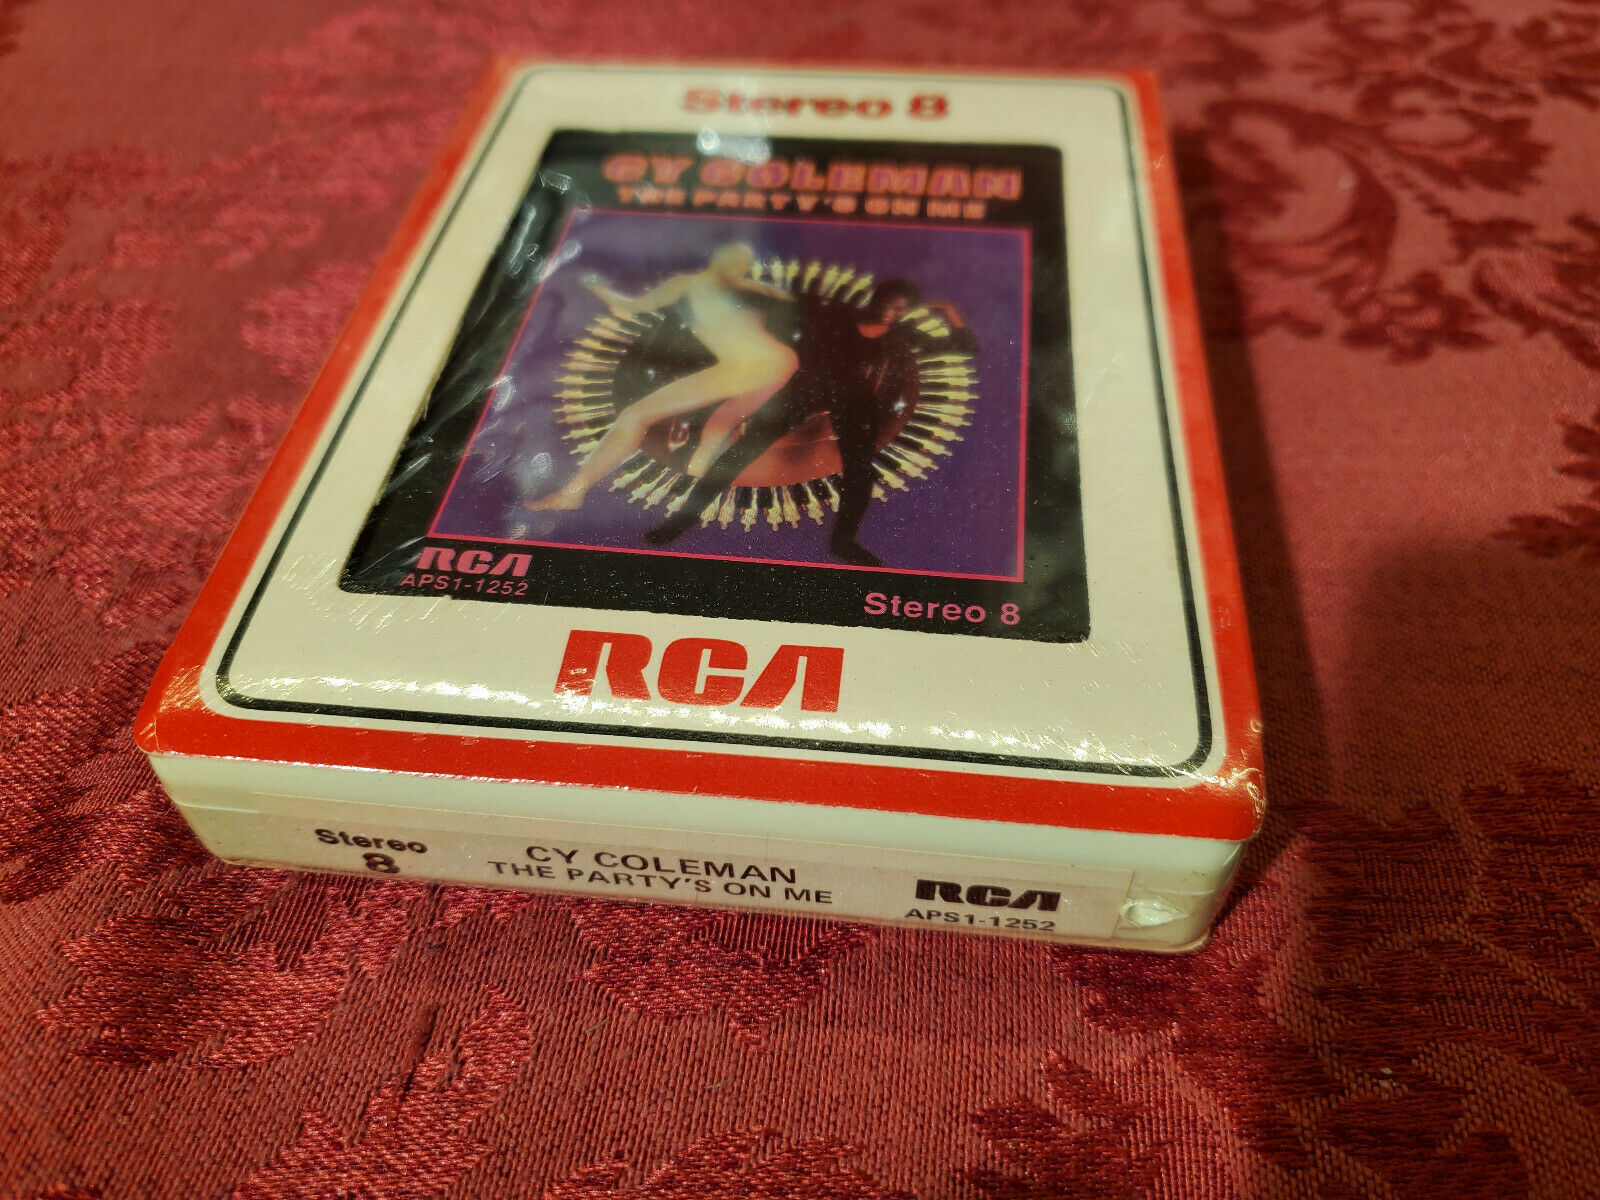 Stereo 8
CY COLEMAN
THE PARTY'S ON ME
RCA
APS1-1252
Stereo 8
RCA
Stereo
8
CY COLEMAN
THE PARTY'S ON ME
RCA
APS1-1252